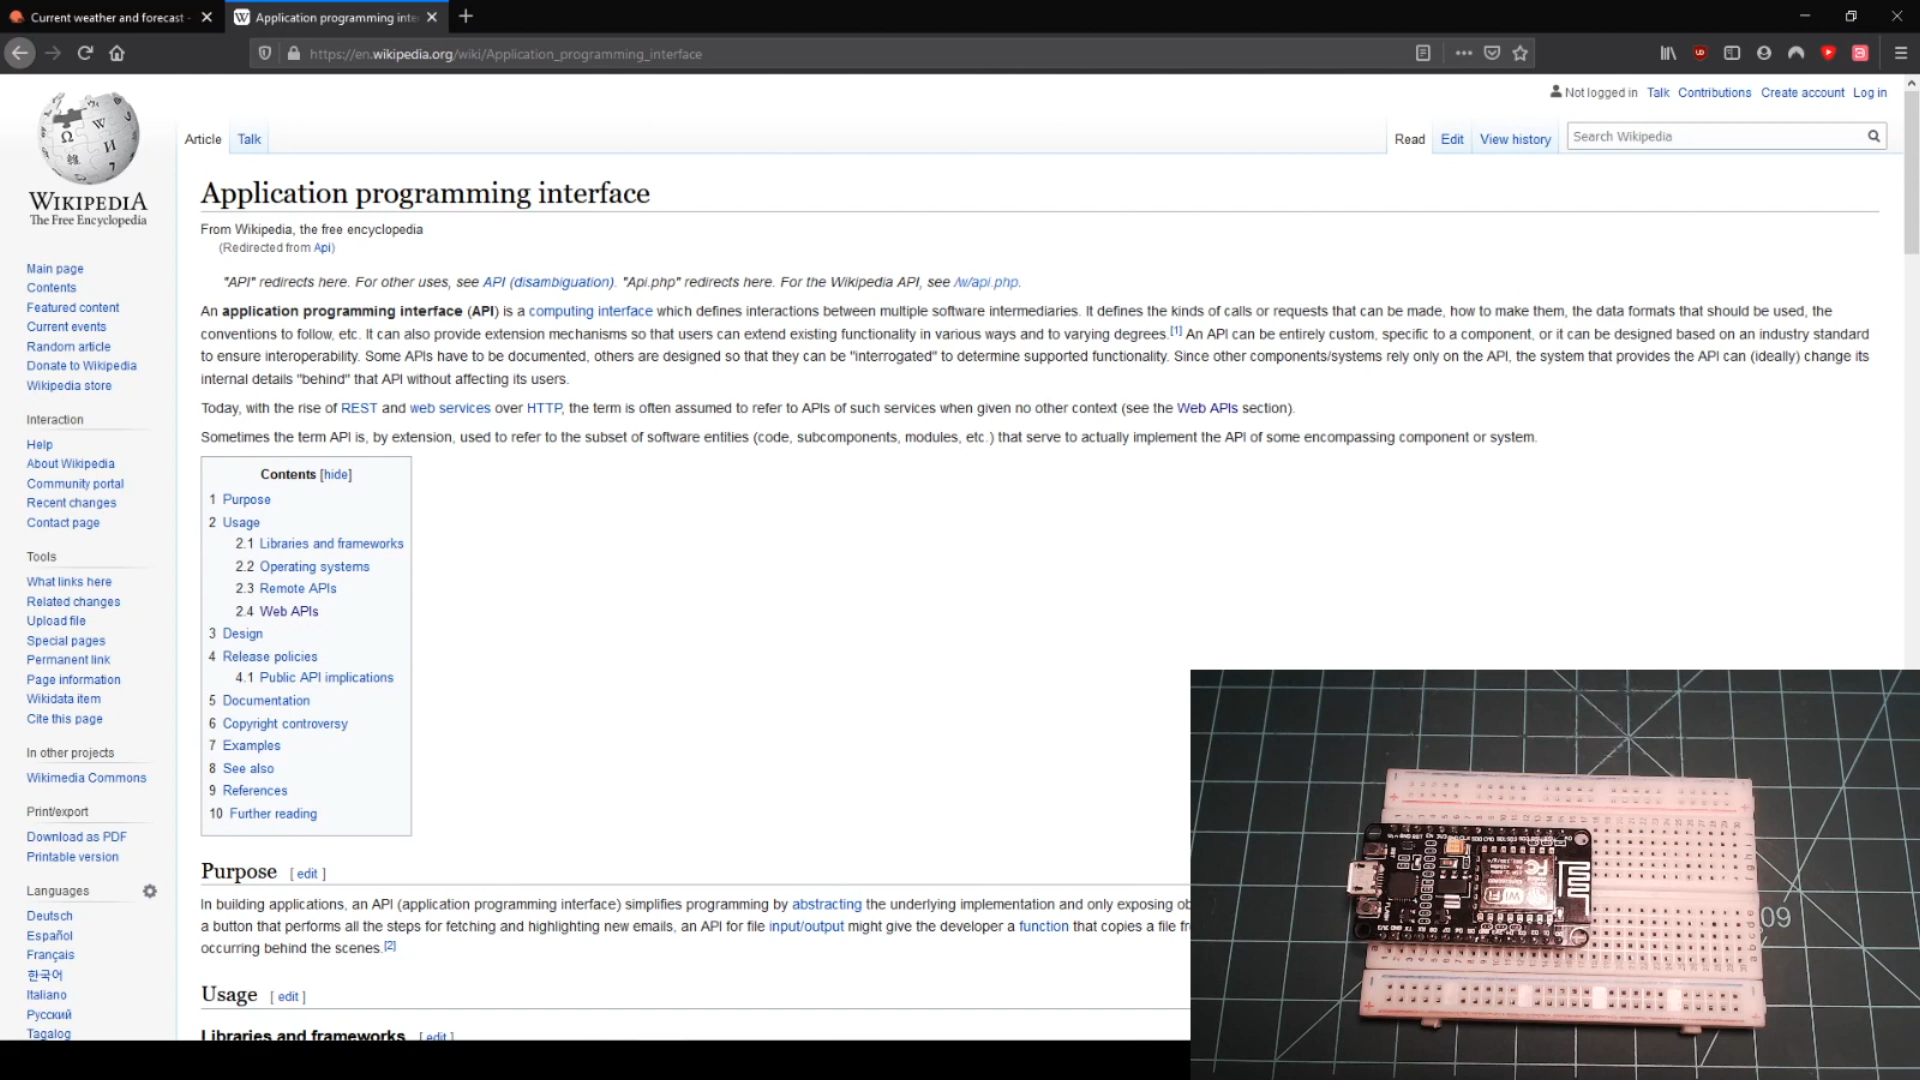 Current weather and forecast -
Application programming inte
https://en.wikipedia.org/wiki/Application_programming_interface
Not logged in Talk Contributions Create account Log in
Article Talk
Read Edit View history
Search Wikipedia
WIKIPEDIA
The Free Encyclopedia
Main page
Contents
Featured content
Current events
Random article
Donate to Wikipedia
Wikipedia store
Interaction
Help
About Wikipedia
Community portal
Recent changes
Contact page
Tools
What links here
Related changes
Upload file
Special pages
Permanent link
Page information
Wikidata item
Cite this page
In other projects
Wikimedia Commons
Print/export
Download as PDF
Printable version
Languages
Deutsch
Español
Français
한국어
Italiano
Русский
Tagalog
Application programming interface
From Wikipedia, the free encyclopedia
(Redirected from Api)
"API" redirects here. For other uses, see API (disambiguation). "Api.php" redirects here. For the Wikipedia API, see /w/api.php.
An application programming interface (API) is a computing interface which defines interactions between multiple software intermediaries. It defines the kinds of calls or requests that can be made, how to make them, the data formats that should be used, the
conventions to follow, etc. It can also provide extension mechanisms so that users can extend existing functionality in various ways and to varying degrees.[1] An API can be entirely custom, specific to a component, or it can be designed based on an industry standard
to ensure interoperability. Some APIs have to be documented, others are designed so that they can be "interrogated" to determine supported functionality. Since other components/systems rely only on the API, the system that provides the API can (ideally) change its
internal details "behind" that API without affecting its users.
Today, with the rise of REST and web services over HTTP, the term is often assumed to refer to APIs of such services when given no other context (see the Web APIs section).
Sometimes the term API is, by extension, used to refer to the subset of software entities (code, subcomponents, modules, etc.) that serve to actually implement the API of some encompassing component or system.
Contents [hide]
1 Purpose
2 Usage
2.1 Libraries and frameworks
2.2 Operating systems
2.3 Remote APIs
2.4 Web APIs
3 Design
4 Release policies
4.1 Public API implications
5 Documentation
6 Copyright controversy
7 Examples
8 See also
9 References
10 Further reading
Purpose [ edit ]
In building applications, an API (application programming interface) simplifies programming by abstracting the underlying implementation and only exposing ob
a button that performs all the steps for fetching and highlighting new emails, an API for file input/output might give the developer a function that copies a file fr
occurring behind the scenes.[2]
Usage [ edit ]
Libraries and frameworks [ edit ]
WiFi
09